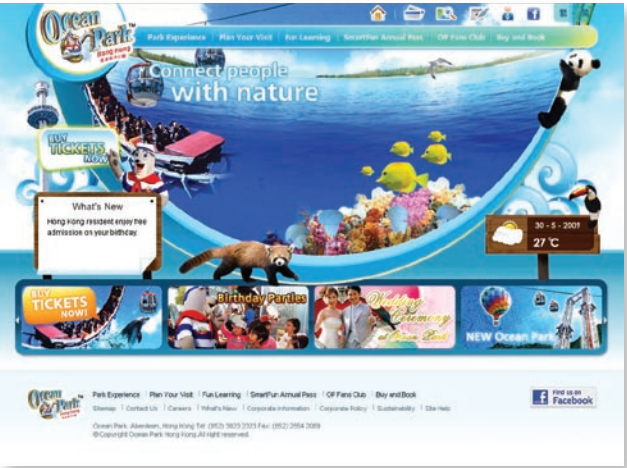 Ocean Park™
Hong Kong
Park Experience | Plan Your Visit | Fun Learning | SmartFun Annual Pass | OP Fans Club | Buy and Book
Connect people
with nature
BUY TICKETS NOW
What's New
Hong Kong resident enjoy free
admission on your birthday.
30 - 5 - 2009
27 °C
BUY TICKETS NOW!
Birthday Parties
Wedding Ceremony at Ocean Park
NEW Ocean Park
Ocean Park
Park Experience | Plan Your Visit | Fun Learning | SmartFun Annual Pass | OP Fans Club | Buy and Book
Sitemap | Contact Us | Careers | What's New | Corporate Information | Corporate Policy | Sustainability | Site Help
Ocean Park, Aberdeen, Hong Kong Tel: (852) 3923 2323 Fax: (852) 2554 2089
© Copyright Ocean Park Hong Kong. All right reserved.
Find us on
Facebook